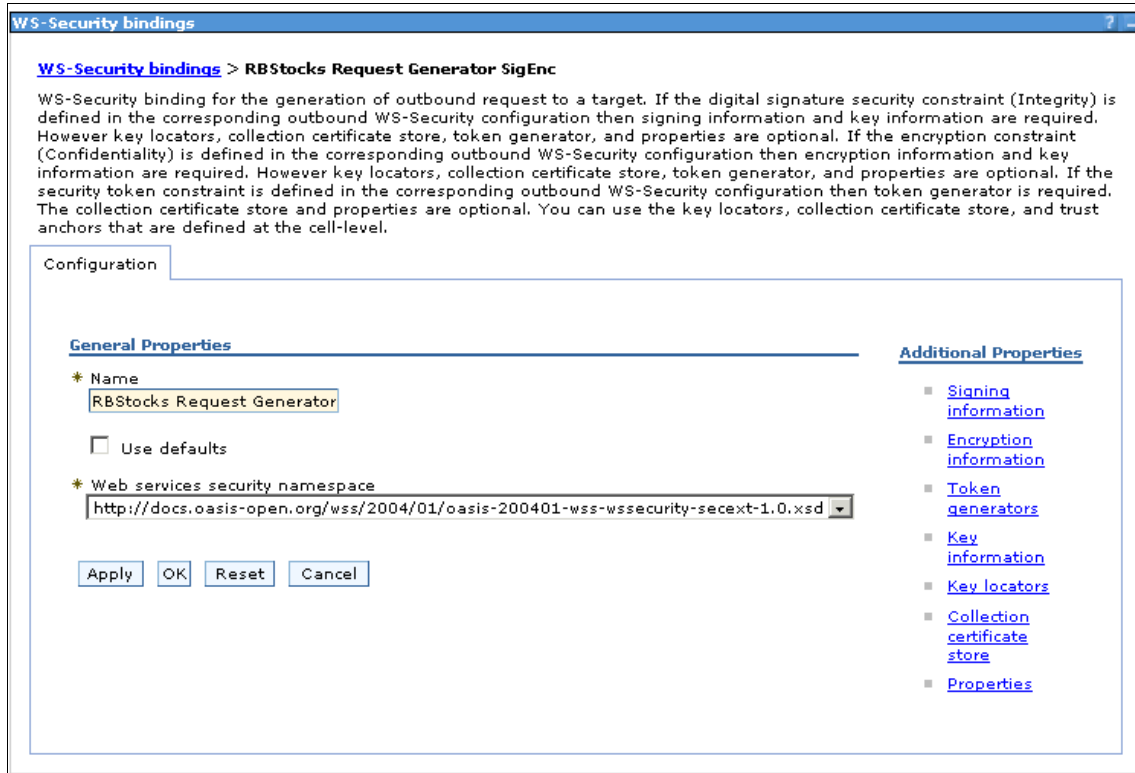 WS-Security bindings ? _
WS-Security bindings > RBStocks Request Generator SigEnc
WS-Security binding for the generation of outbound request to a target. If the digital signature security constraint (Integrity) is
defined in the corresponding outbound WS-Security configuration then signing information and key information are required.
However key locators, collection certificate store, token generator, and properties are optional. If the encryption constraint
(Confidentiality) is defined in the corresponding outbound WS-Security configuration then encryption information and key
information are required. However key locators, collection certificate store, token generator, and properties are optional. If the
security token constraint is defined in the corresponding outbound WS-Security configuration then token generator is required.
The collection certificate store and properties are optional. You can use the key locators, collection certificate store, and trust
anchors that are defined at the cell-level.
Configuration
General Properties
* Name
RBStocks Request Generator
Use defaults
* Web services security namespace
http://docs.oasis-open.org/wss/2004/01/oasis-200401-wss-wssecurity-secext-1.0.xsd
Apply OK Reset Cancel
Additional Properties
Signing
information
Encryption
information
Token
generators
Key
information
Key locators
Collection
certificate
store
Properties